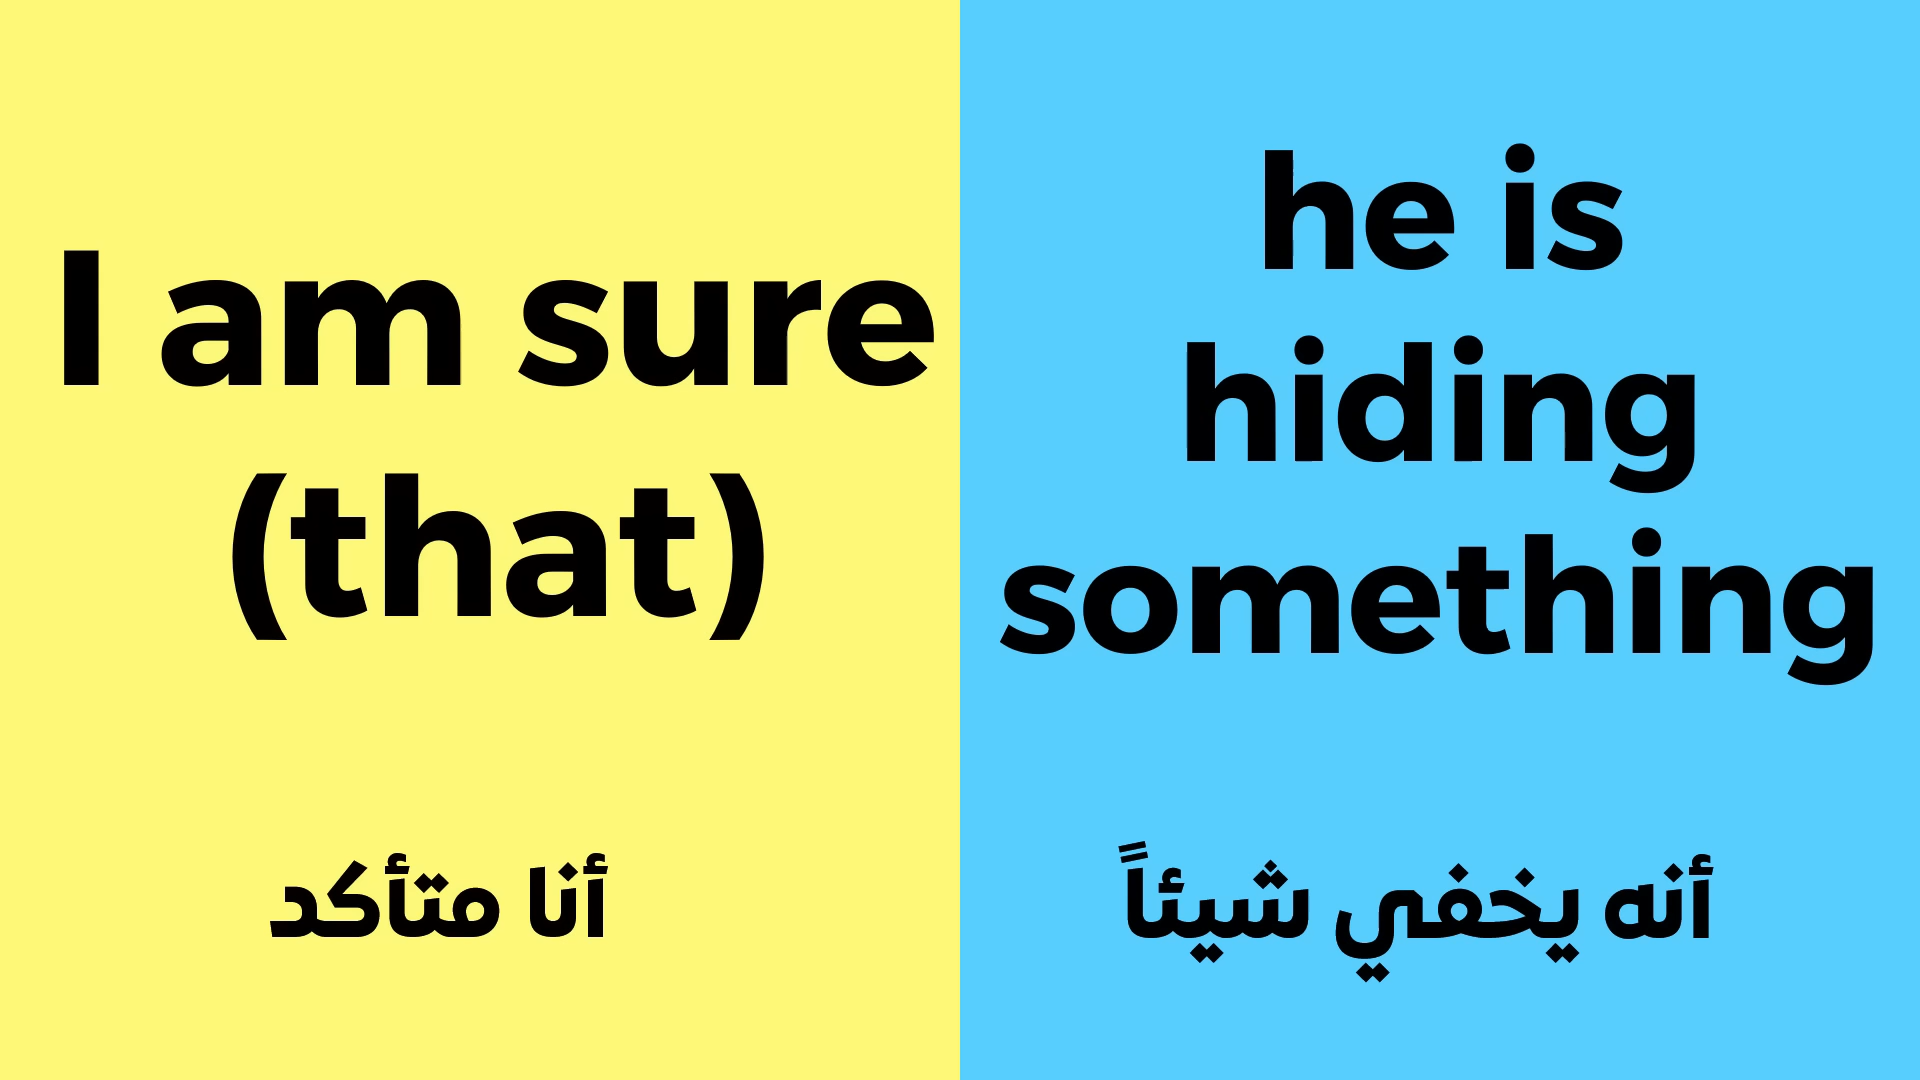 I am sure
(that)
أنا متأكد
he is
hiding
something
أنه يخفي شيئاً